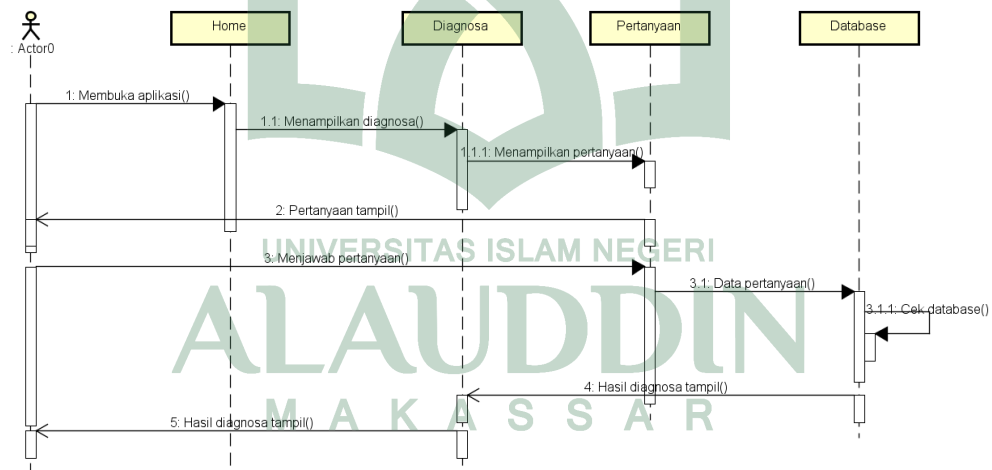 Home
Diagnosa
Pertanyaan
Database
: Actor0
1: Membuka aplikasi()
1.1: Menampilkan diagnosa()
1.1.1: Menampilkan pertanyaan()
2: Pertanyaan tampil()
UNIVERSITAS ISLAM NEGERI
3: Menjawab pertanyaan()
3.1: Data pertanyaan()
3.1.1: Cek database()
ALAUDDIN
4: Hasil diagnosa tampil()
MAKASSAR
5: Hasil diagnosa tampil()